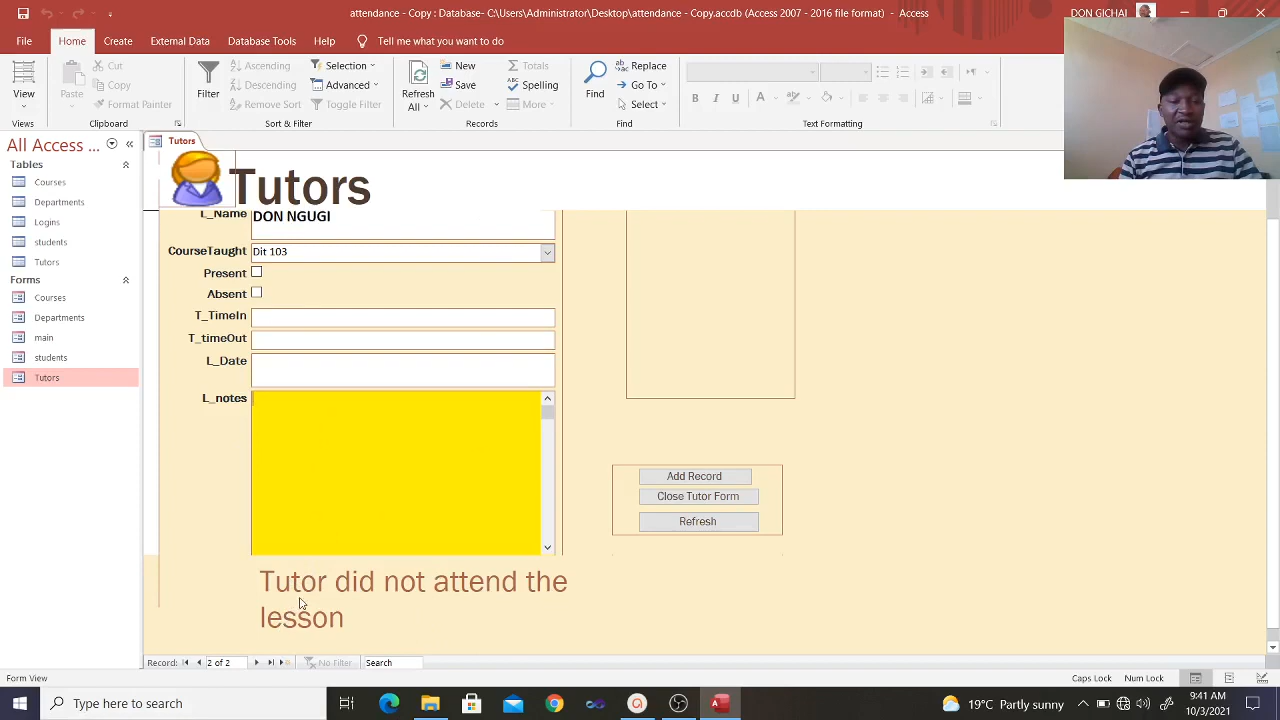 attendance - Copy : Database- C:\Users\Administrator\Desktop\attendance - Copy.accdb (Access 2007 - 2016 file format) - Access
DON GICHAI
File Home Create External Data Database Tools Help Tell me what you want to do
View
Views
Paste
Cut
Copy
Format Painter
Clipboard
Filter
Ascending
Descending
Remove Sort
Selection
Advanced
Toggle Filter
Sort & Filter
Refresh All
New
Save
Delete
Totals
Spelling
More
Records
Find
Replace
Go To
Select
Find
B I U A
Text Formatting
All Access ...
Tables
Courses
Departments
Logins
students
Tutors
Forms
Courses
Departments
main
students
Tutors
Tutors
Tutors
L_Name DON NGUGI
CourseTaught Dit 103
Present
Absent
T_TimeIn
T_timeOut
L_Date
L_notes
Add Record
Close Tutor Form
Refresh
Tutor did not attend the
lesson
Record: 2 of 2 No Filter Search
Form View Caps Lock Num Lock
Type here to search
19°C Partly sunny
9:41 AM
10/3/2021